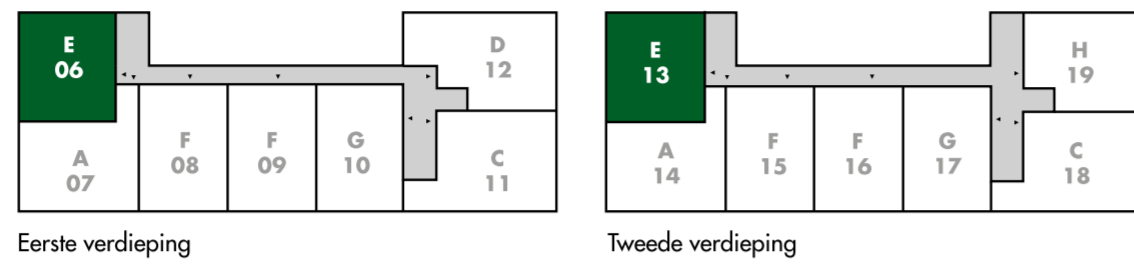 E
06
D
12
A
07
F
08
F
09
G
10
C
11
Eerste verdieping
E
13
H
19
A
14
F
15
F
16
G
17
C
18
Tweede verdieping